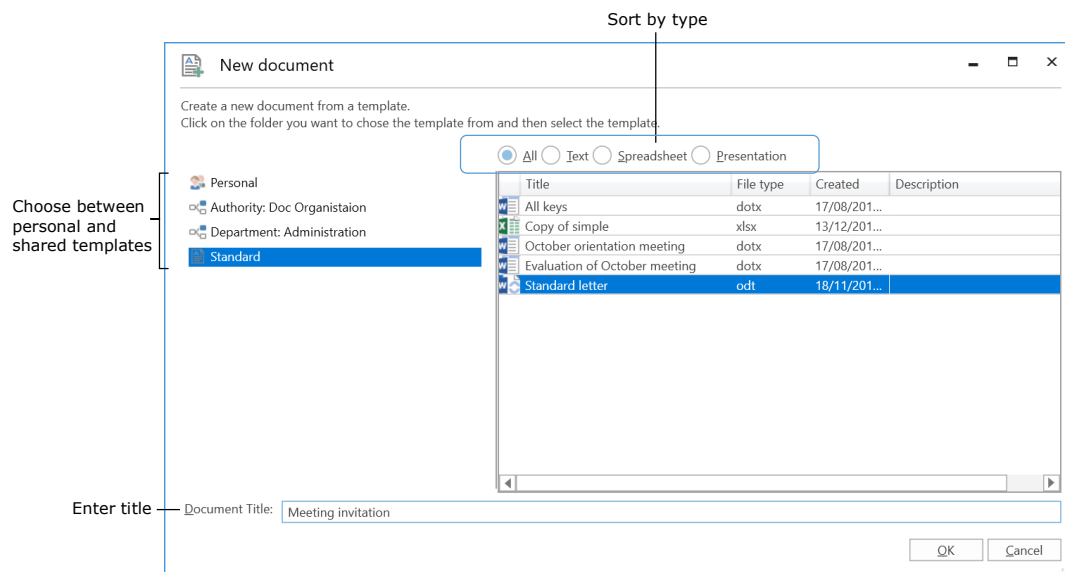 Sort by type
New document
Create a new document from a template.
Click on the folder you want to chose the template from and then select the template.
All Text Spreadsheet Presentation
Choose between
personal and
shared templates
Personal
Authority: Doc Organistaion
Department: Administration
Standard
Title File type Created Description
All keys dotx 17/08/201...
Copy of simple xlsx 13/12/201...
October orientation meeting dotx 17/08/201...
Evaluation of October meeting dotx 17/08/201...
Standard letter odt 18/11/201...
Enter title
Document Title: Meeting invitation
OK Cancel